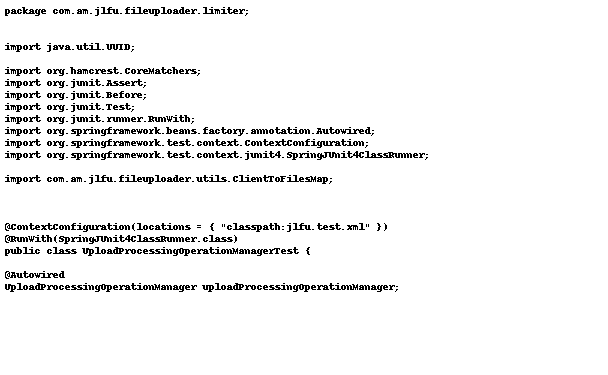 package com.am.jlfu.fileuploader.limiter;
import java.util.UUID;
import org.hamcrest.CoreMatchers;
import org.junit.Assert;
import org.junit.Before;
import org.junit.Test;
import org.junit.runner.RunWith;
import org.springframework.beans.factory.annotation.Autowired;
import org.springframework.test.context.ContextConfiguration;
import org.springframework.test.context.junit4.SpringJUnit4ClassRunner;
import com.am.jlfu.fileuploader.utils.ClientToFilesMap;
@ContextConfiguration(locations = { "classpath:jlfu.test.xml" })
@RunWith(SpringJUnit4ClassRunner.class)
public class UploadProcessingOperationManagerTest {
@Autowired
UploadProcessingOperationManager uploadProcessingOperationManager;